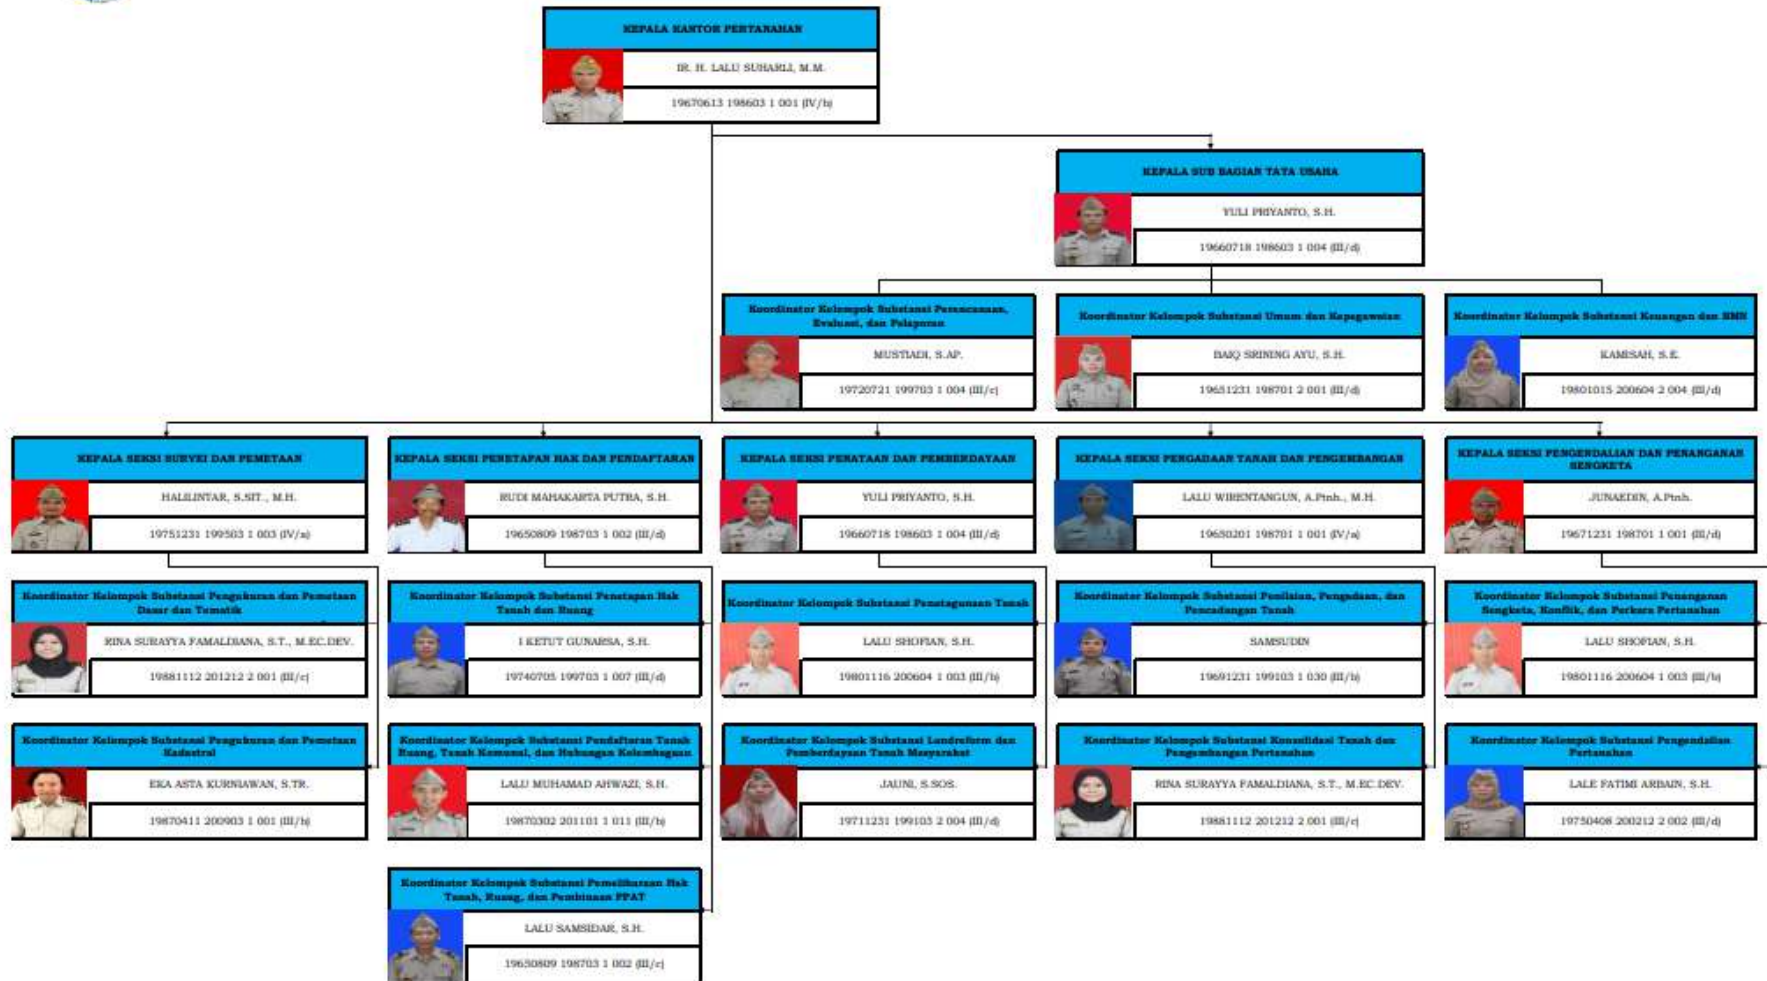 KEPALA KANTOR PERTANAHAN
IR. H. LALU SUHARLI, M.M.
19670613 198603 1 001 (IV/b)
KEPALA SUB BAGIAN TATA USAHA
YULI PRIYANTO, S.H.
19660718 198603 1 004 (III/d)
Koordinator Kelompok Substansi Perencanaan,
Evaluasi, dan Pelaporan
MUSTIADI, S.AP.
19720721 199703 1 004 (III/c)
Koordinator Kelompok Substansi Umum dan Kepegawaian
BAIQ SRINING AYU, S.H.
19651231 198701 2 001 (III/d)
Koordinator Kelompok Substansi Keuangan dan BMN
KAMISAH, S.E.
19801015 200604 2 004 (III/d)
KEPALA SEKSI SURVEI DAN PEMETAAN
HALILINTAR, S.SIT., M.H.
19751231 199503 1 003 (IV/a)
KEPALA SEKSI PENETAPAN HAK DAN PENDAFTARAN
RUDI MAHAKARTA PUTRA, S.H.
19650809 198703 1 002 (III/d)
KEPALA SEKSI PENATAAN DAN PEMBERDAYAAN
YULI PRIYANTO, S.H.
19660718 198603 1 004 (III/d)
KEPALA SEKSI PENGADAAN TANAH DAN PENGEMBANGAN
LALU WIRENTANGUN, A.Ptnh., M.H.
19650201 198701 1 001 (IV/a)
KEPALA SEKSI PENGENDALIAN DAN PENANGANAN
SENGKETA
JUNAEDIN, A.Ptnh.
19671231 198701 1 001 (III/d)
Koordinator Kelompok Substansi Pengukuran dan Pemetaan
Dasar dan Tematik
RINA SURAYYA FAMALDIANA, S.T., M.EC.DEV.
19881112 201212 2 001 (III/c)
Koordinator Kelompok Substansi Penetapan Hak
Tanah dan Ruang
I KETUT GUNARSA, S.H.
19740705 199703 1 007 (III/d)
Koordinator Kelompok Substansi Penatagunaan Tanah
LALU SHOFIAN, S.H.
19801116 200604 1 003 (III/b)
Koordinator Kelompok Substansi Penilaian, Pengadaan, dan
Pencadangan Tanah
SAMSUDIN
19691231 199103 1 030 (III/b)
Koordinator Kelompok Substansi Penanganan
Sengketa, Konflik, dan Perkara Pertanahan
LALU SHOFIAN, S.H.
19801116 200604 1 003 (III/b)
Koordinator Kelompok Substansi Pengukuran dan Pemetaan
Kadastral
EKA ASTA KURNIAWAN, S.TR.
19870411 200903 1 001 (III/b)
Koordinator Kelompok Substansi Pendaftaran Tanah
Ruang, Tanah Komunal, dan Hubungan Kelembagaan
LALU MUHAMAD AHWAZI, S.H.
19870302 201101 1 011 (III/b)
Koordinator Kelompok Substansi Landreform dan
Pemberdayaan Tanah Masyarakat
JAUNI, S.SOS.
19711231 199103 2 004 (III/d)
Koordinator Kelompok Substansi Konsolidasi Tanah dan
Pengembangan Pertanahan
RINA SURAYYA FAMALDIANA, S.T., M.EC.DEV.
19881112 201212 2 001 (III/c)
Koordinator Kelompok Substansi Pengendalian
Pertanahan
LALE FATIMI ARBAIN, S.H.
19750408 200212 2 002 (III/d)
Koordinator Kelompok Substansi Pemeliharaan Hak
Tanah, Ruang, dan Pembinaan PPAT
LALU SAMSIDAR, S.H.
19650809 198703 1 002 (III/c)